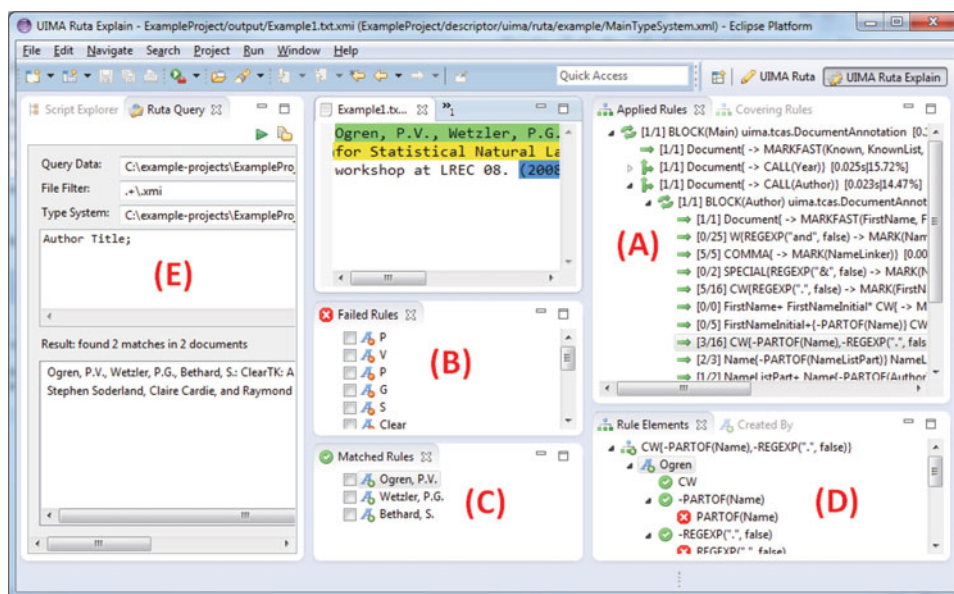 UIMA Ruta Explain - ExampleProject/output/Example1.txt.xmi (ExampleProject/descriptor/uima/ruta/example/MainTypeSystem.xml) - Eclipse Platform
File Edit Navigate Search Project Run Window Help
Quick Access
UIMA Ruta
UIMA Ruta Explain
Script Explorer
Ruta Query
Query Data:
C:\example-projects\ExamplePro
File Filter:
.+\.xmi
Type System:
C:\example-projects\ExamplePro
Author Title;
(E)
Result: found 2 matches in 2 documents
Ogren, P.V., Wetzler, P.G., Bethard, S.: ClearTK: A
Stephen Soderland, Claire Cardie, and Raymond
Example1.tx...
»1
Ogren, P.V., Wetzler, P.G.
for Statistical Natural La
workshop at LREC 08. (2008
Failed Rules
P
V
P
G
S
Clear
(B)
Matched Rules
Ogren, P.V.
Wetzler, P.G.
Bethard, S.
(C)
Applied Rules
Covering Rules
[1/1] BLOCK(Main) uima.tcas.DocumentAnnotation [0.
[1/1] Document{ -> MARKFAST(Known, KnownList,
[1/1] Document{ -> CALL(Year)} [0.025s|15.72%]
[1/1] Document{ -> CALL(Author)} [0.023s|14.47%]
[1/1] BLOCK(Author) uima.tcas.DocumentAnnot
[1/1] Document{ -> MARKFAST(FirstName, F
[0/25] W{REGEXP("and", false) -> MARK(Nam
[5/5] COMMA{ -> MARK(NameLinker)} [0.00
[0/2] SPECIAL{REGEXP("&", false) -> MARK(N
[5/16] CW{REGEXP(".", false) -> MARK(FirstN
[0/0] FirstName+ FirstNameInitial* CW{ -> M
[0/5] FirstNameInitial+{-PARTOF(Name)} CW
[3/16] CW{-PARTOF(Name),-REGEXP(".", fals
[2/3] Name{-PARTOF(NameListPart)} NameL
[1/2] NameListPart+ Name{-PARTOF(Author
(A)
Rule Elements
Created By
CW{-PARTOF(Name),-REGEXP(".", false)}
Ogren
CW
-PARTOF(Name)
PARTOF(Name)
-REGEXP(".", false)
REGEXP(".", false)
(D)